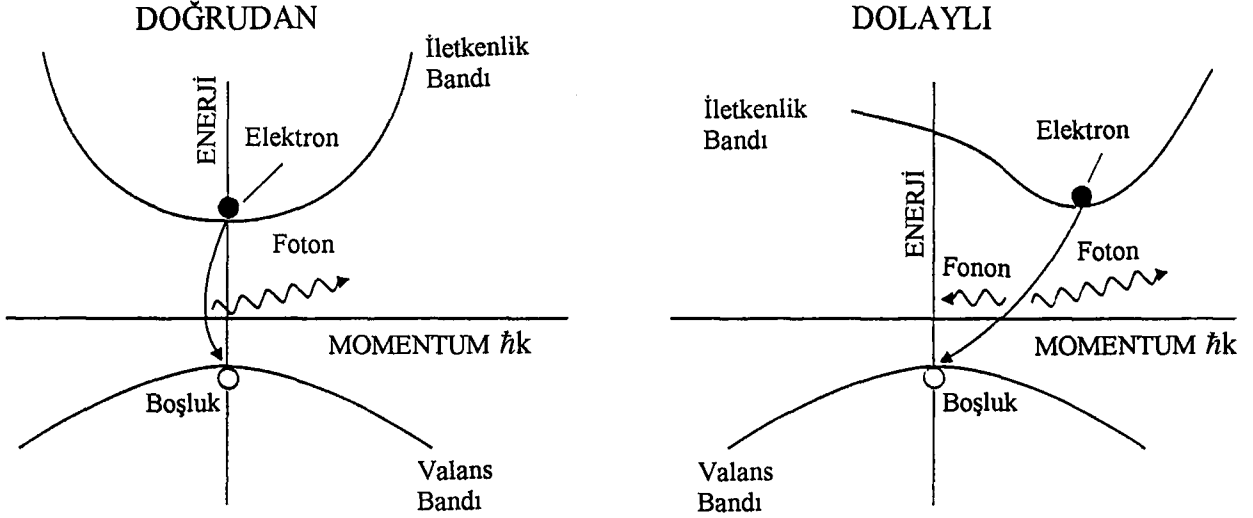 DOĞRUDAN
İletkenlik
Bandı
ENERJİ
Elektron
Foton
MOMENTUM ℏk
Boşluk
Valans
Bandı
DOLAYLI
İletkenlik
Bandı
Elektron
ENERJİ
Fonon
Foton
MOMENTUM ℏk
Boşluk
Valans
Bandı